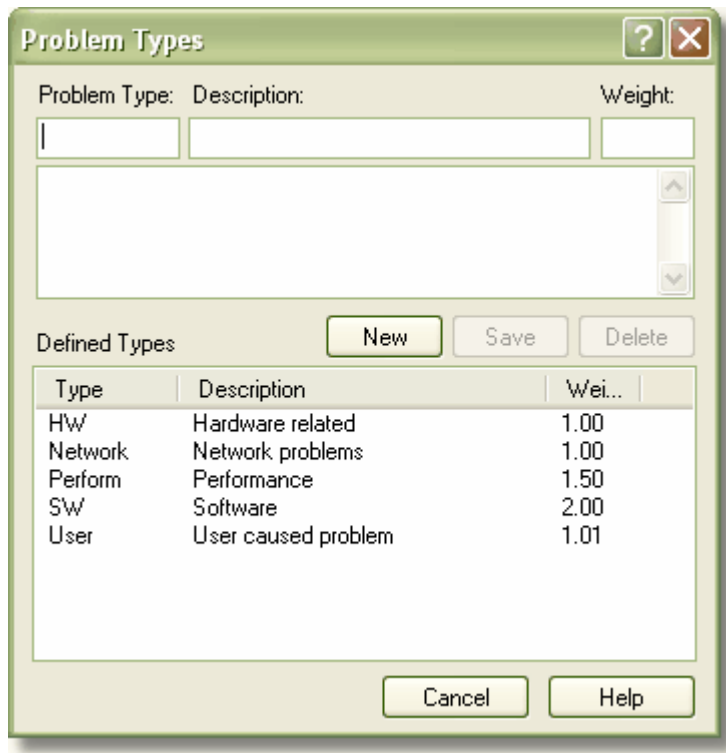 Problem Types
Problem Type: Description: Weight:
Defined Types New Save Delete
Type Description Wei...
HW Hardware related 1.00
Network Network problems 1.00
Perform Performance 1.50
SW Software 2.00
User User caused problem 1.01
Cancel Help